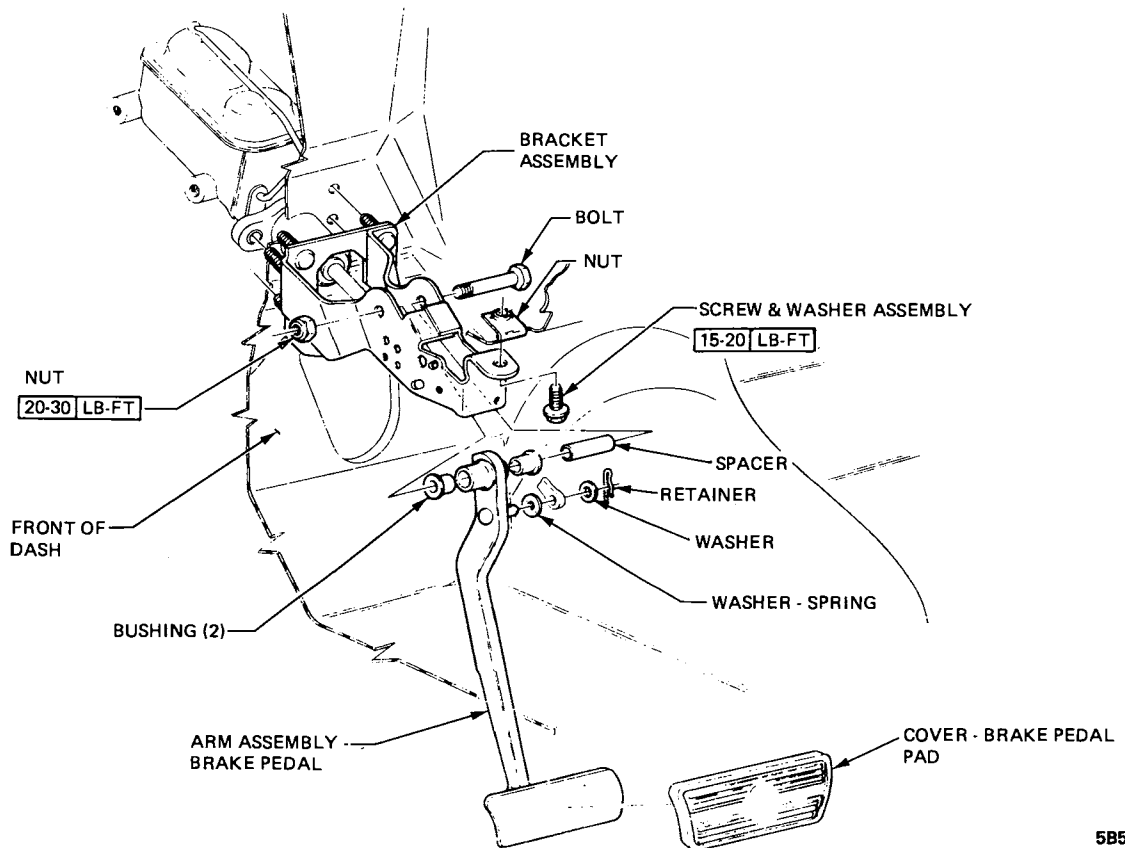 BRACKET
ASSEMBLY
BOLT
NUT
SCREW & WASHER ASSEMBLY
15-20 LB-FT
NUT
20-30 LB-FT
SPACER
RETAINER
FRONT OF
DASH
WASHER
WASHER - SPRING
BUSHING (2)
ARM ASSEMBLY
BRAKE PEDAL
COVER - BRAKE PEDAL
PAD
5B5